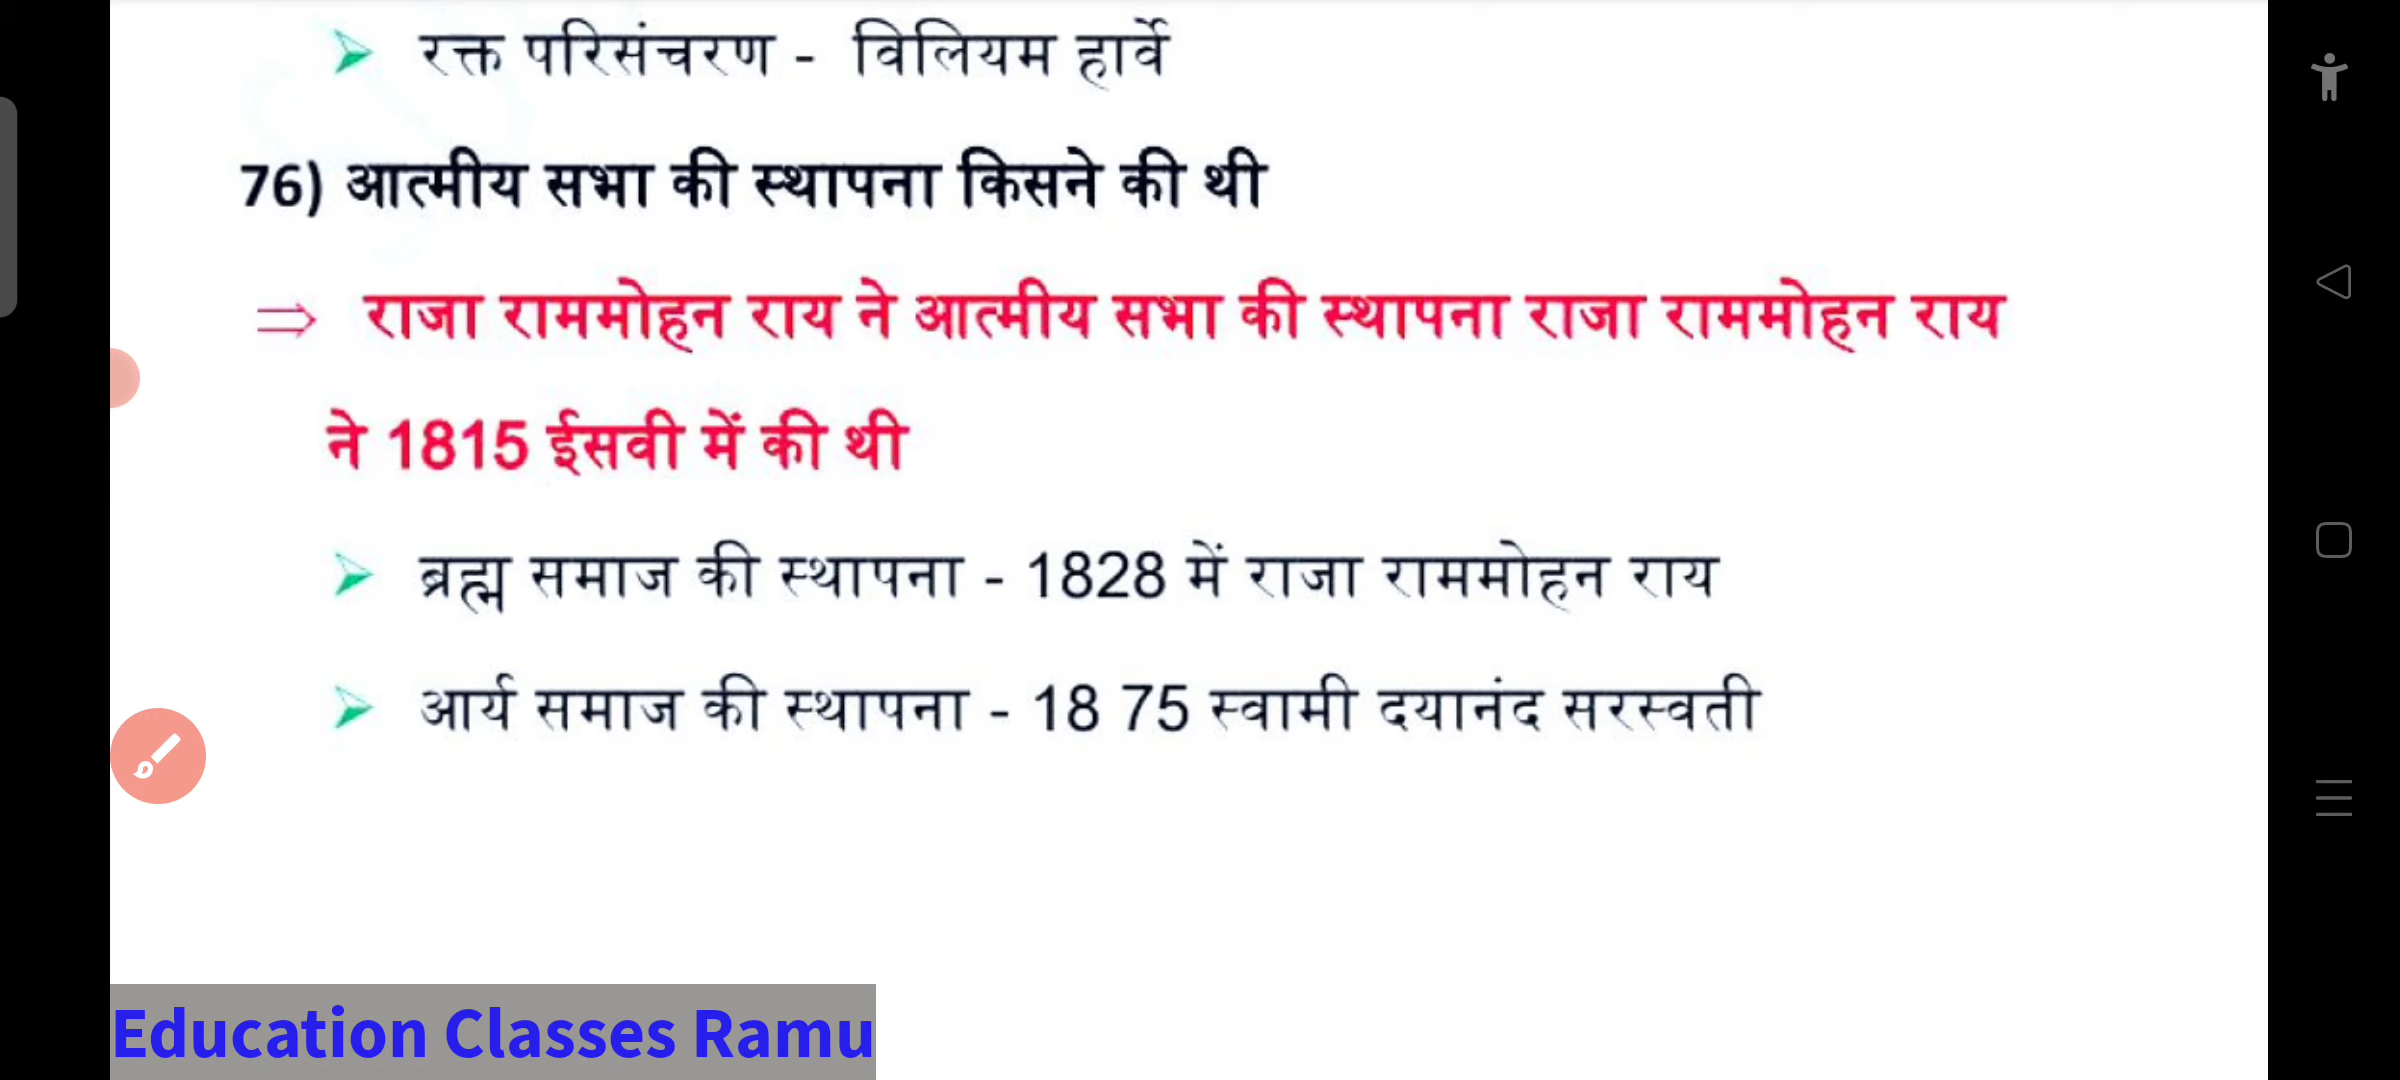 ➢ रक्त परिसंचरण - विलियम हार्वे
76) आत्मीय सभा की स्थापना किसने की थी
⇒ राजा राममोहन राय ने आत्मीय सभा की स्थापना राजा राममोहन राय
ने 1815 ईसवी में की थी
➢ ब्रह्म समाज की स्थापना - 1828 में राजा राममोहन राय
➢ आर्य समाज की स्थापना - 18 75 स्वामी दयानंद सरस्वती
Education Classes Ramu